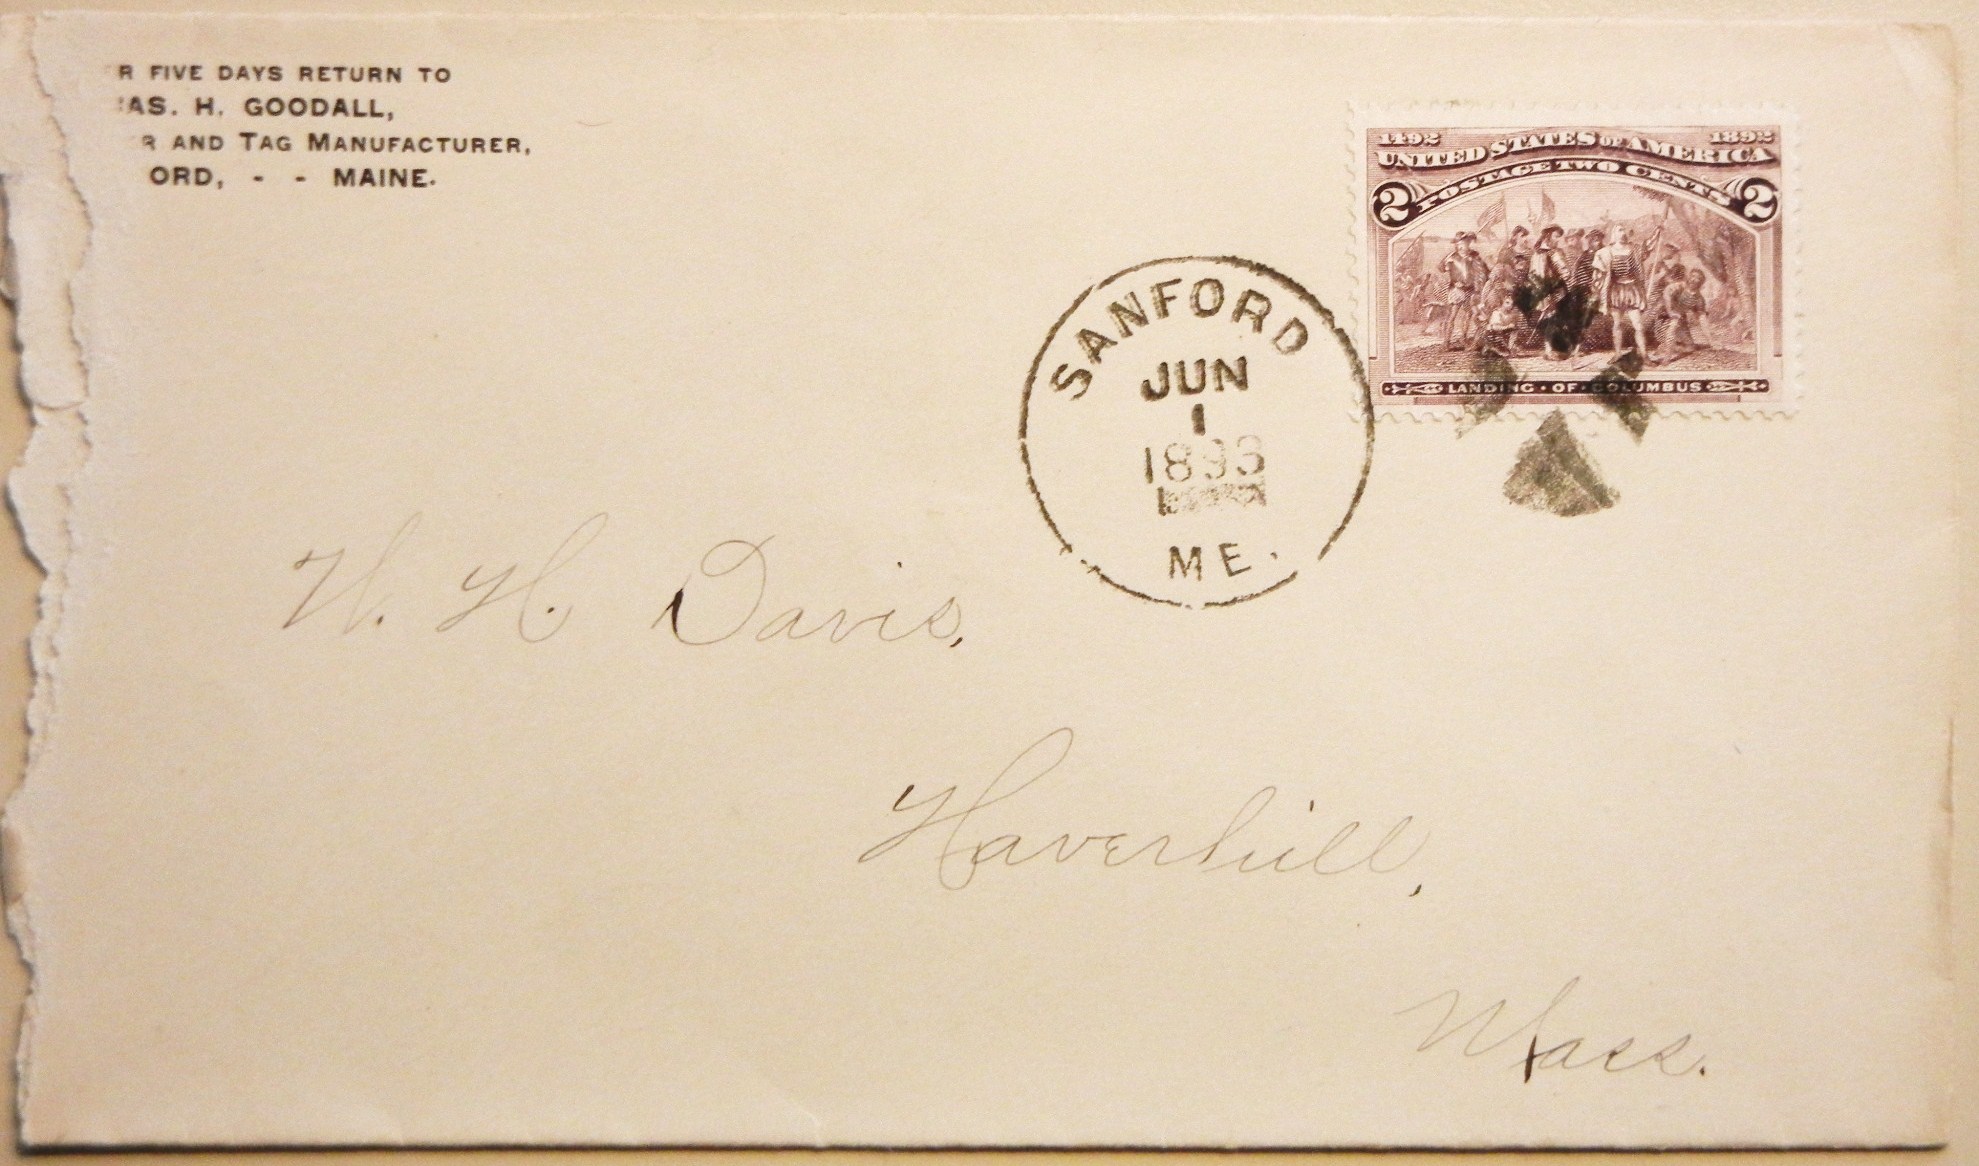 R FIVE DAYS RETURN TO
AS. H. GOODALL,
R AND TAG MANUFACTURER,
ORD, - - MAINE.
1492 1892
UNITED STATES OF AMERICA
POSTAGE TWO CENTS
2 2
LANDING · OF · COLUMBUS
SANFORD
JUN
1
1893
ME.
H. Davis,
Haverhill,
Mass.